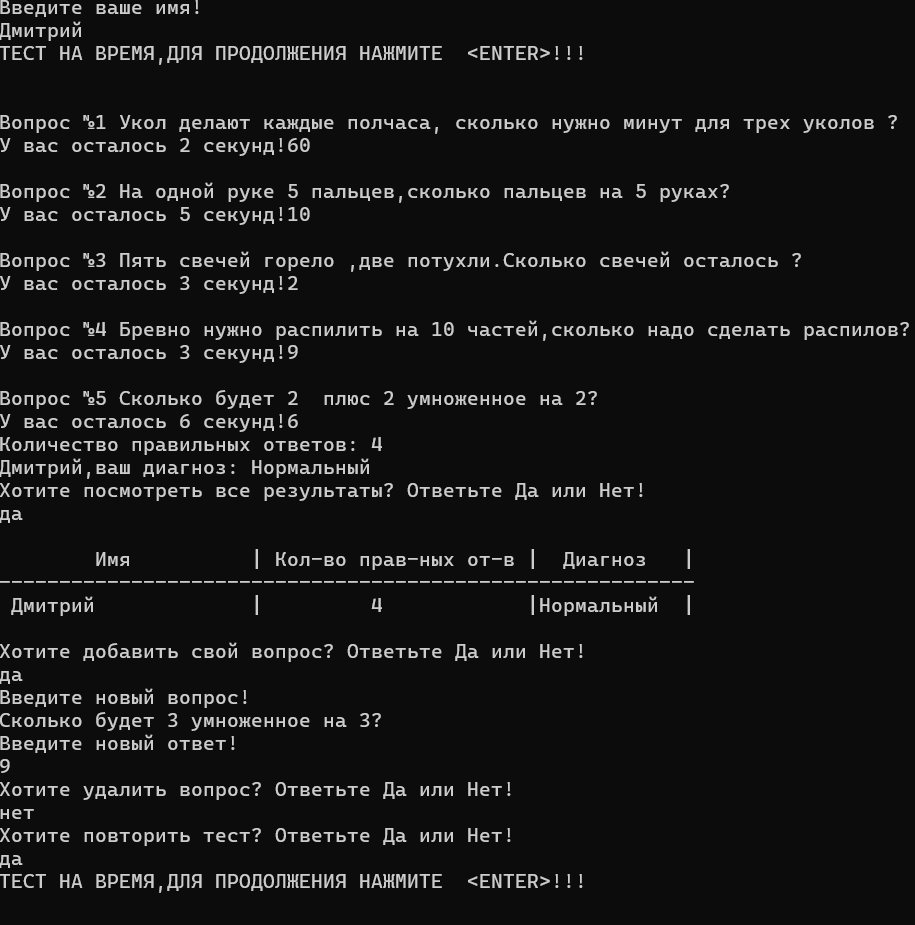 Введите ваше имя!
Дмитрий
ТЕСТ НА ВРЕМЯ,ДЛЯ ПРОДОЛЖЕНИЯ НАЖМИТЕ  <ENTER>!!!
Вопрос №1 Укол делают каждые полчаса, сколько нужно минут для трех уколов ?
У вас осталось 2 секунд!60
Вопрос №2 На одной руке 5 пальцев,сколько пальцев на 5 руках?
У вас осталось 5 секунд!10
Вопрос №3 Пять свечей горело ,две потухли.Сколько свечей осталось ?
У вас осталось 3 секунд!2
Вопрос №4 Бревно нужно распилить на 10 частей,сколько надо сделать распилов?
У вас осталось 3 секунд!9
Вопрос №5 Сколько будет 2  плюс 2 умноженное на 2?
У вас осталось 6 секунд!6
Количество правильных ответов: 4
Дмитрий,ваш диагноз: Нормальный
Хотите посмотреть все результаты? Ответьте Да или Нет!
да
Имя | Кол-во прав-ных от-в | Диагноз |
----------------------------------------------------------
Дмитрий | 4 |Нормальный |
Хотите добавить свой вопрос? Ответьте Да или Нет!
да
Введите новый вопрос!
Сколько будет 3 умноженное на 3?
Введите новый ответ!
9
Хотите удалить вопрос? Ответьте Да или Нет!
нет
Хотите повторить тест? Ответьте Да или Нет!
да
ТЕСТ НА ВРЕМЯ,ДЛЯ ПРОДОЛЖЕНИЯ НАЖМИТЕ  <ENTER>!!!